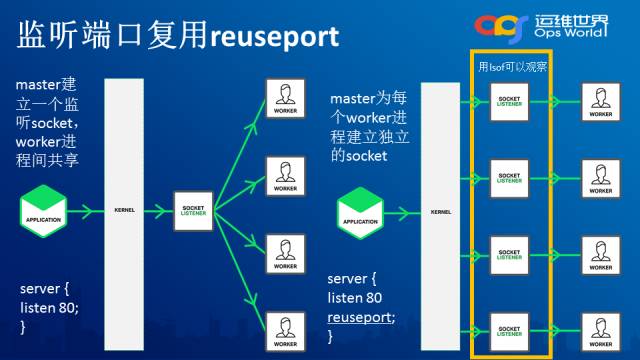 监听端口复用reuseport
运维世界
Ops World
用lsof可以观察
master建
立一个监
听socket,
worker进
程间共享
APPLICATION
KERNEL
SOCKET
LISTENER
WORKER
WORKER
WORKER
WORKER
server {
listen 80;
}
master为每
个worker进
程建立独立
的socket
APPLICATION
KERNEL
SOCKET
LISTENER
WORKER
SOCKET
LISTENER
WORKER
SOCKET
LISTENER
WORKER
SOCKET
LISTENER
WORKER
server {
listen 80
reuseport;
}